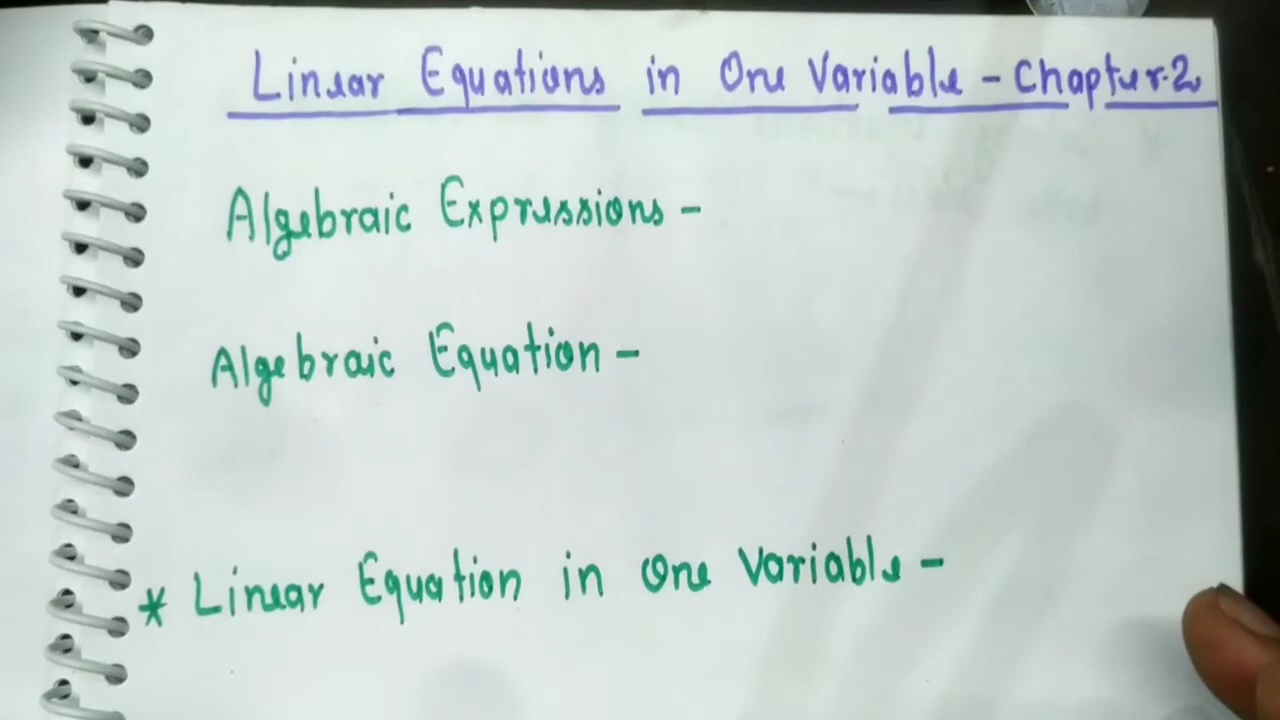 Linear Equations in One Variable - Chapter.2
Algebraic Expressions -
Algebraic Equation -
* Linear Equation in One Variable -